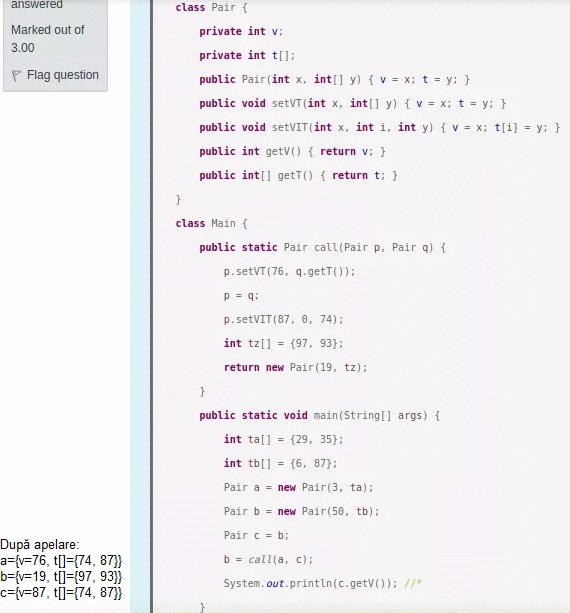 answered
Marked out of
3.00
Flag question
class Pair {
private int v;
private int t[];
public Pair(int x, int[] y) { v = x; t = y; }
public void setVT(int x, int[] y) { v = x; t = y; }
public void setVIT(int x, int i, int y) { v = x; t[i] = y; }
public int getV() { return v; }
public int[] getT() { return t; }
}
class Main {
public static Pair call(Pair p, Pair q) {
p.setVT(76, q.getT());
p = q;
p.setVIT(87, 0, 74);
int tz[] = {97, 93};
return new Pair(19, tz);
}
public static void main(String[] args) {
int ta[] = {29, 35};
int tb[] = {6, 87};
Pair a = new Pair(3, ta);
Pair b = new Pair(50, tb);
Pair c = b;
b = call(a, c);
System.out.println(c.getV()); //*
}
După apelare:
a={v=76, t[]={74, 87}}
b={v=19, t[]={97, 93}}
c={v=87, t[]={74, 87}}